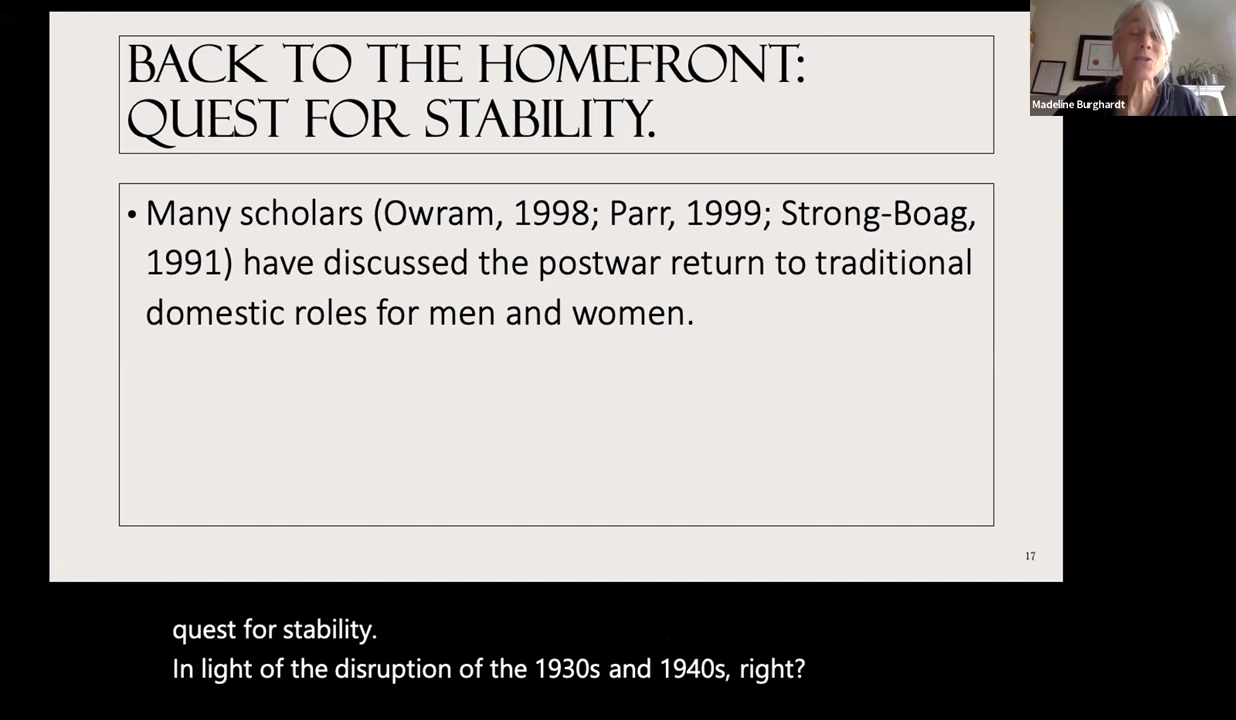 BACK TO THE HOMEFRONT:
QUEST FOR STABILITY.
Madeline Burghardt
• Many scholars (Owram, 1998; Parr, 1999; Strong-Boag,
1991) have discussed the postwar return to traditional
domestic roles for men and women.
17
quest for stability.
In light of the disruption of the 1930s and 1940s, right?